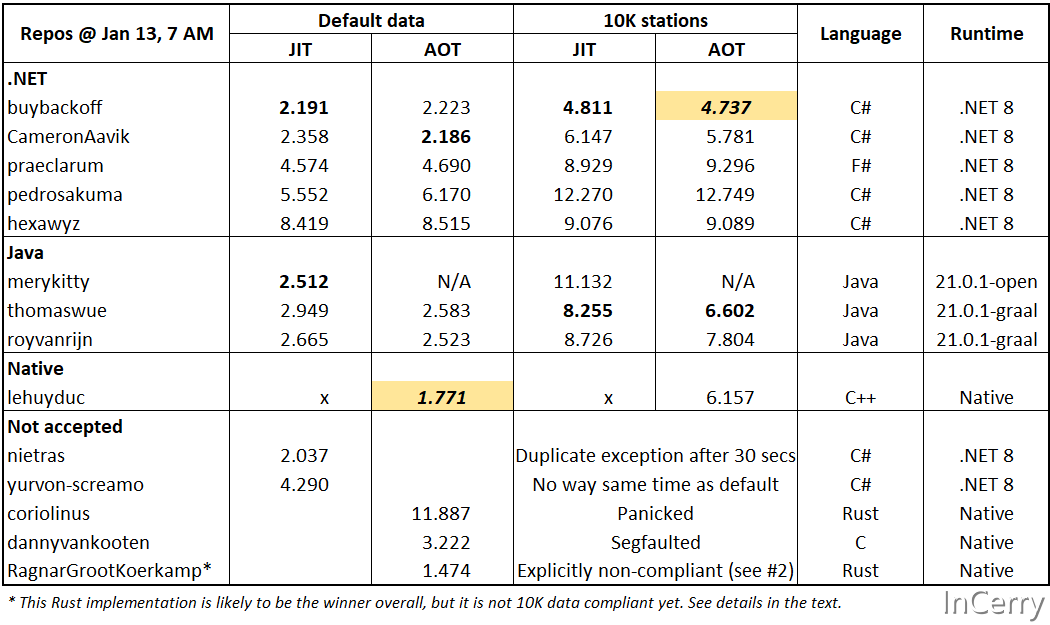 Repos @ Jan 13, 7 AM Default data 10K stations Language Runtime
JIT AOT JIT AOT
.NET
buybackoff 2.191 2.223 4.811 4.737 C# .NET 8
CameronAavik 2.358 2.186 6.147 5.781 C# .NET 8
praeclarum 4.574 4.690 8.929 9.296 F# .NET 8
pedrosakuma 5.552 6.170 12.270 12.749 C# .NET 8
hexawyz 8.419 8.515 9.076 9.089 C# .NET 8
Java
merykitty 2.512 N/A 11.132 N/A Java 21.0.1-open
thomaswue 2.949 2.583 8.255 6.602 Java 21.0.1-graal
royvanrijn 2.665 2.523 8.726 7.804 Java 21.0.1-graal
Native
lehuyduc x 1.771 x 6.157 C++ Native
Not accepted
nietras 2.037 Duplicate exception after 30 secs C# .NET 8
yurvon-screamo 4.290 No way same time as default C# .NET 8
coriolinus 11.887 Panicked Rust Native
dannyvankooten 3.222 Segfaulted C Native
RagnarGrootKoerkamp* 1.474 Explicitly non-compliant (see #2) Rust Native
* This Rust implementation is likely to be the winner overall, but it is not 10K data compliant yet. See details in the text.
InCerry